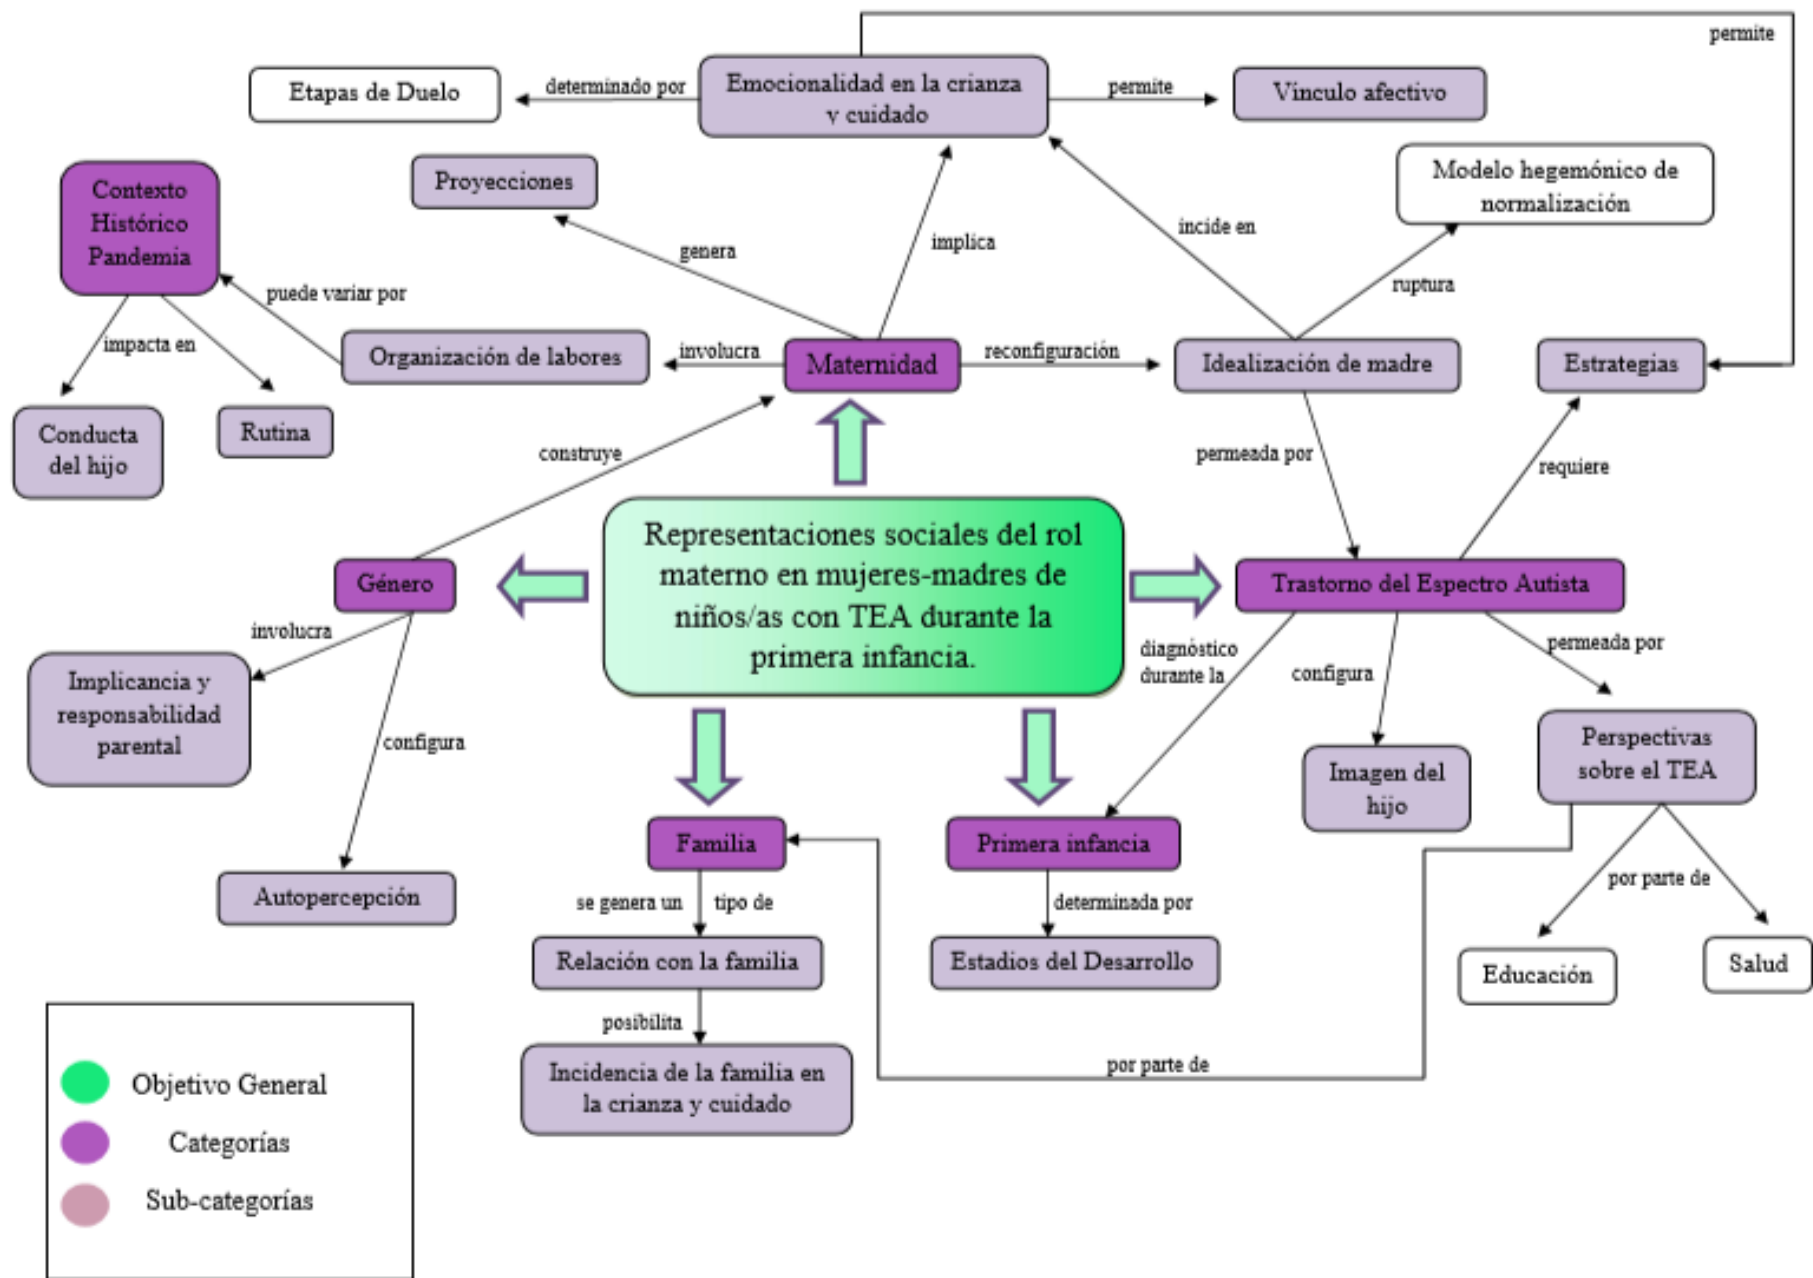 permite
Etapas de Duelo
determinado por
Emocionalidad en la crianza
y cuidado
permite
Vinculo afectivo
Contexto
Histórico
Pandemia
Proyecciones
Modelo hegemónico de
normalización
genera
implica
incide en
ruptura
puede variar por
impacta en
Organización de labores
involucra
Maternidad
reconfiguración
Idealización de madre
Estrategias
Conducta
del hijo
Rutina
construye
permeada por
requiere
Representaciones sociales del rol
materno en mujeres-madres de
niños/as con TEA durante la
primera infancia.
Género
Trastorno del Espectro Autista
involucra
Implicancia y
responsabilidad
parental
configura
Autopercepción
diagnóstico
durante la
configura
permeada por
Imagen del
hijo
Perspectivas
sobre el TEA
Familia
Primera infancia
se genera un
tipo de
determinada por
por parte de
Relación con la familia
Estadios del Desarrollo
Educación
Salud
posibilita
Incidencia de la familia en
la crianza y cuidado
por parte de
Objetivo General
Categorías
Sub-categorías